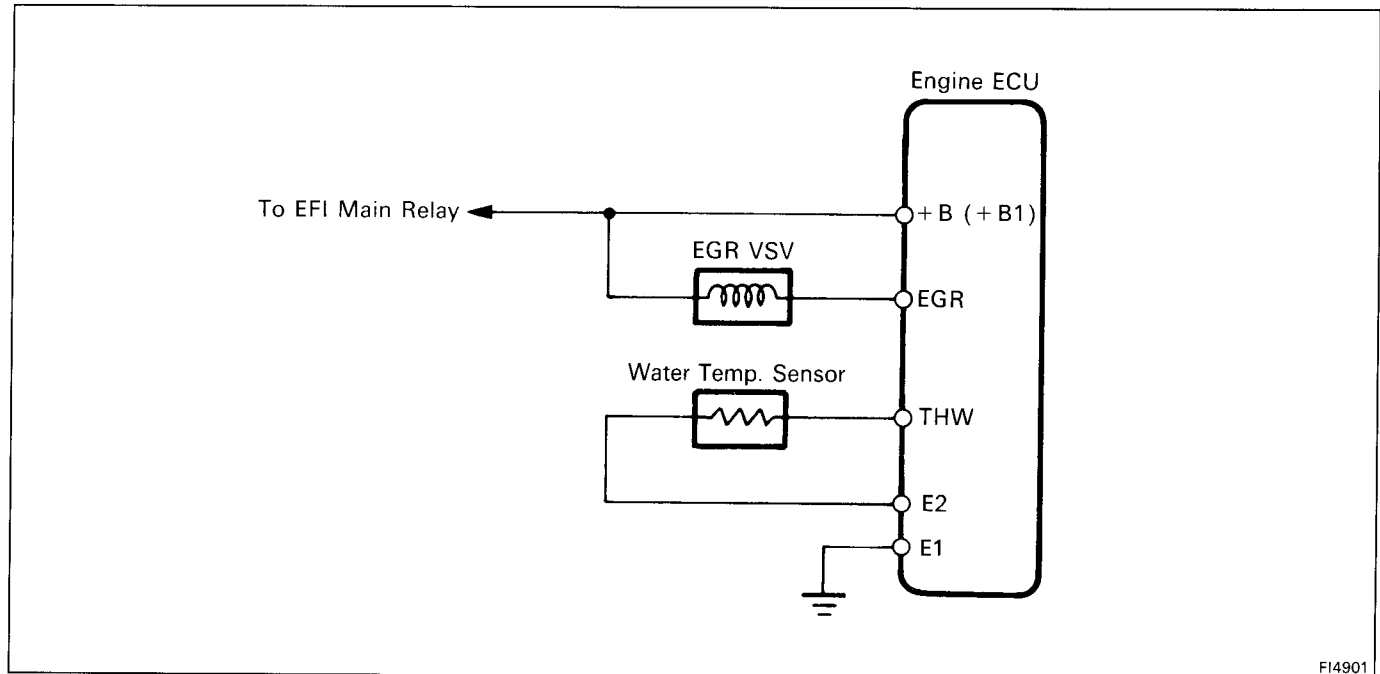 Engine ECU
To EFI Main Relay
+B (+B1)
EGR VSV
EGR
Water Temp. Sensor
THW
E2
E1
FI4901